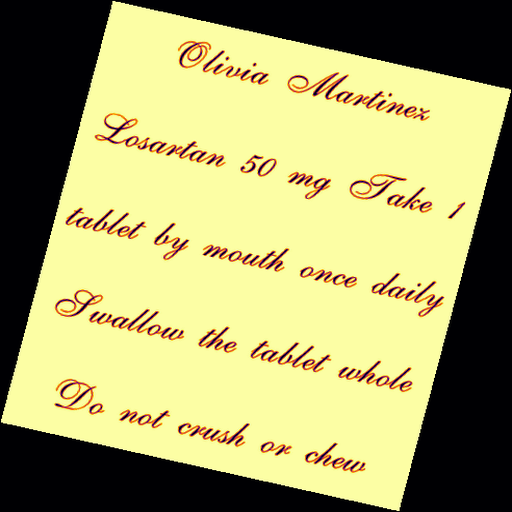 Olivia Martinez
Losartan 50 mg Take 1
tablet by mouth once daily
Swallow the tablet whole
Do not crush or chew